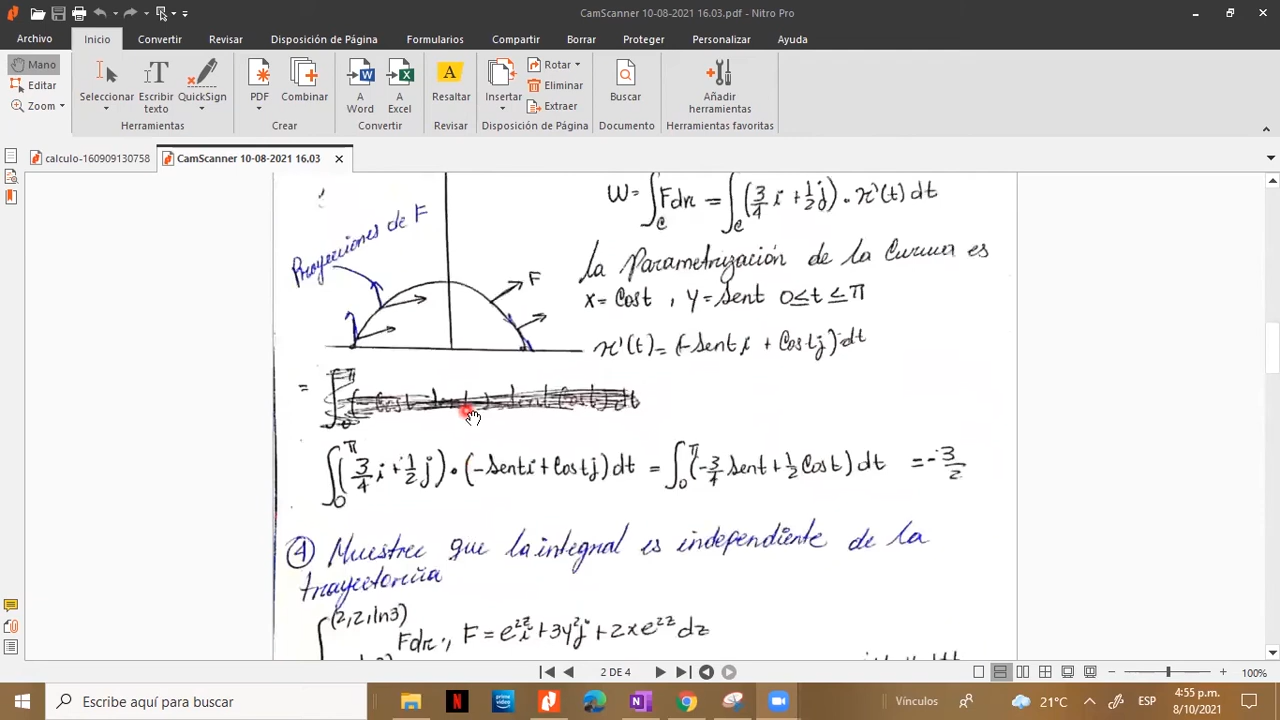 CamScanner 10-08-2021 16.03.pdf - Nitro Pro
Archivo Inicio Convertir Revisar Disposición de Página Formularios Compartir Borrar Proteger Personalizar Ayuda
Mano
Editar
Zoom
Seleccionar
Escribir texto
QuickSign
Herramientas
PDF
Combinar
Crear
A Word
A Excel
Convertir
Resaltar
Revisar
Insertar
Rotar
Eliminar
Extraer
Disposición de Página
Buscar
Documento
Añadir herramientas
Herramientas favoritas
calculo-160909130758
CamScanner 10-08-2021 16.03
W = ∫_C F dr = ∫_C (3/4 i + 1/2 j) • r'(t) dt
Proyecciones de F
F
la Parametrización de la Curva es
x = Cost , y = Sent 0 ≤ t ≤ π
r'(t) = (-Sent i + Cost j) dt
=
∫_0^π (3/4 i + 1/2 j) • (-Sent i + Cost j) dt = ∫_0^π (-3/4 Sent + 1/2 Cost) dt = -3/2
④ Muestre que la integral es independiente de la
trayectoria
(2,2,ln3)
∫ F dr ; F = e^{2z} i + 3y^2 j + 2xe^{2z} dz
2 DE 4
100%
Escribe aquí para buscar
Vínculos
21°C
ESP
4:55 p.m.
8/10/2021